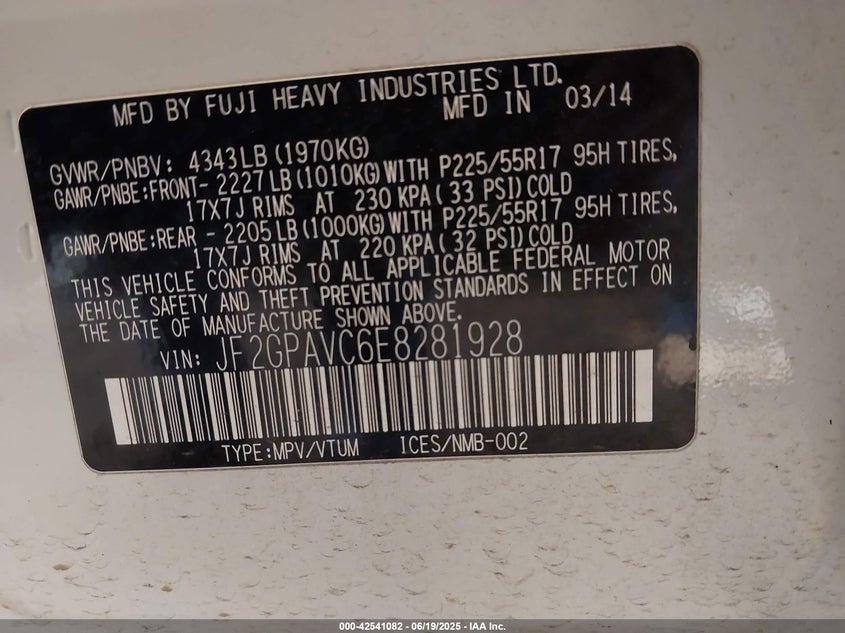 MFD BY FUJI HEAVY INDUSTRIES LTD.
MFD IN 03/14
GVWR/PNBV: 4343LB(1970KG)
GAWR/PNBE:FRONT- 2227LB(1010KG)WITH P225/55R17 95H TIRES,
17X7J RIMS AT 230 KPA(33 PSI)COLD
GAWR/PNBE:REAR - 2205LB(1000KG)WITH P225/55R17 95H TIRES,
17X7J RIMS AT 220 KPA(32 PSI)COLD
THIS VEHICLE CONFORMS TO ALL APPLICABLE FEDERAL MOTOR
VEHICLE SAFETY AND THEFT PREVENTION STANDARDS IN EFFECT ON
THE DATE OF MANUFACTURE SHOWN ABOVE.
VIN: JF2GPAVC6E8281928
TYPE:MPV/VTUM ICES/NMB-002
000-42541082 - 06/19/2025 - IAA Inc.